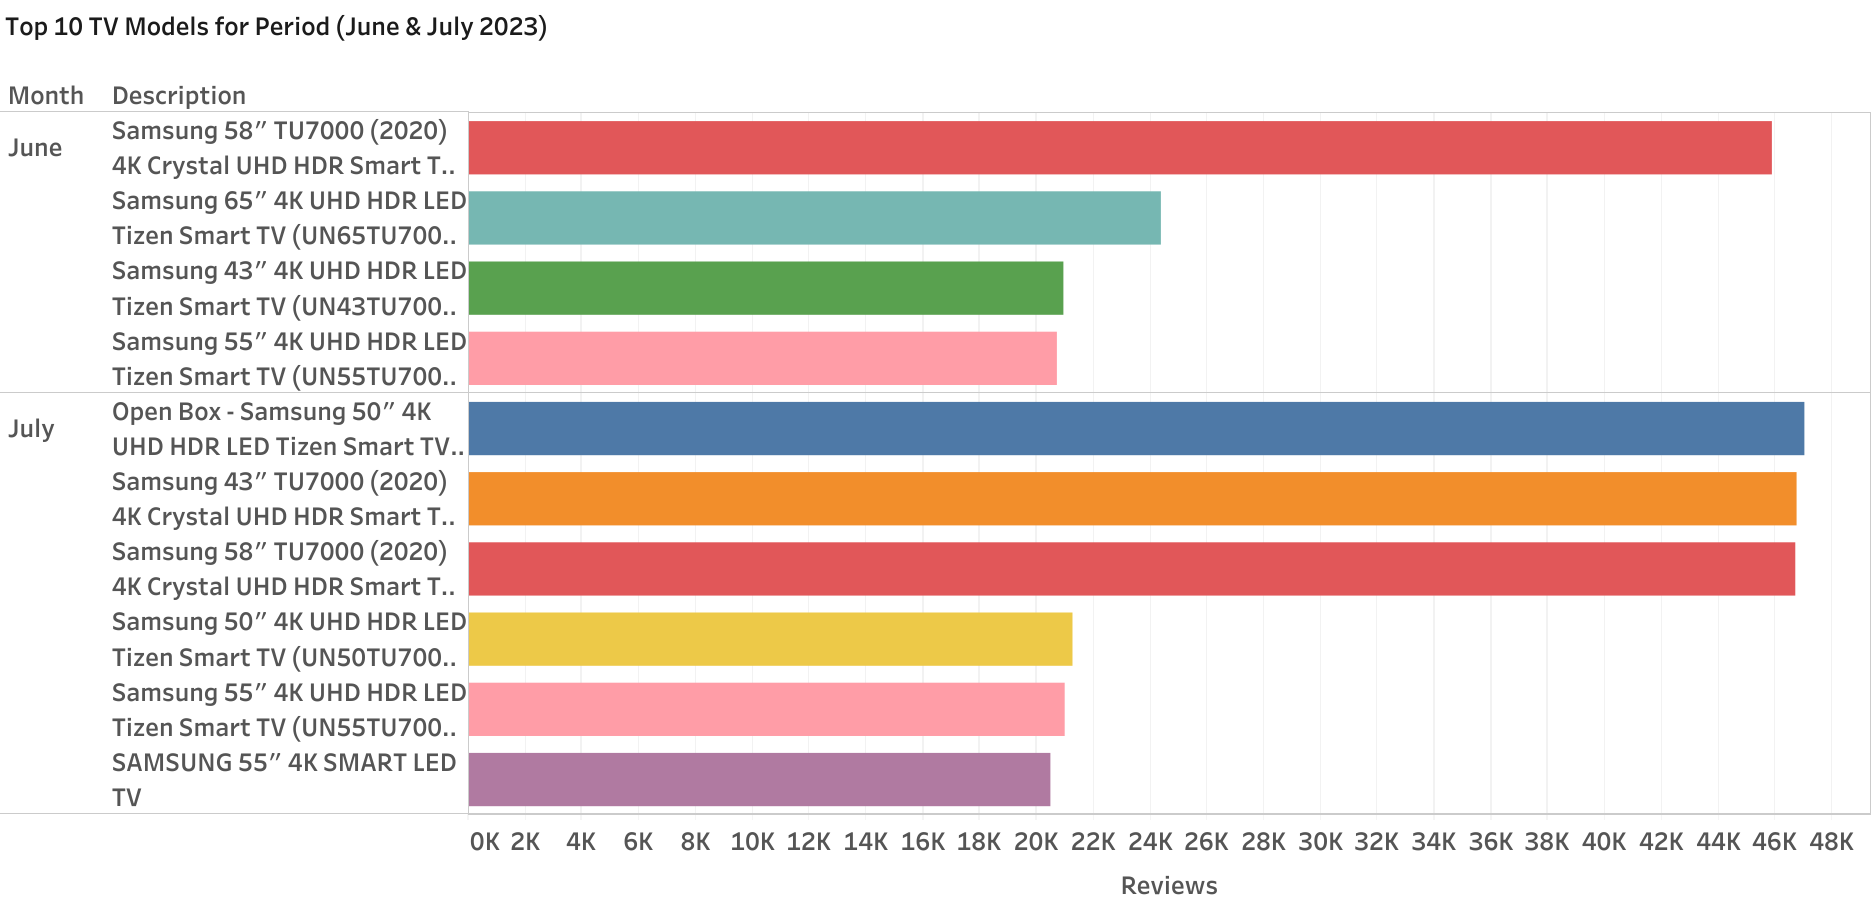 Top 10 TV Models for Period (June & July 2023)
Month Description
June
Samsung 58″ TU7000 (2020)
4K Crystal UHD HDR Smart T..
Samsung 65″ 4K UHD HDR LED
Tizen Smart TV (UN65TU700..
Samsung 43″ 4K UHD HDR LED
Tizen Smart TV (UN43TU700..
Samsung 55″ 4K UHD HDR LED
Tizen Smart TV (UN55TU700..
July
Open Box - Samsung 50″ 4K
UHD HDR LED Tizen Smart TV..
Samsung 43″ TU7000 (2020)
4K Crystal UHD HDR Smart T..
Samsung 58″ TU7000 (2020)
4K Crystal UHD HDR Smart T..
Samsung 50″ 4K UHD HDR LED
Tizen Smart TV (UN50TU700..
Samsung 55″ 4K UHD HDR LED
Tizen Smart TV (UN55TU700..
SAMSUNG 55″ 4K SMART LED
TV
0K 2K 4K 6K 8K 10K 12K 14K 16K 18K 20K 22K 24K 26K 28K 30K 32K 34K 36K 38K 40K 42K 44K 46K 48K
Reviews